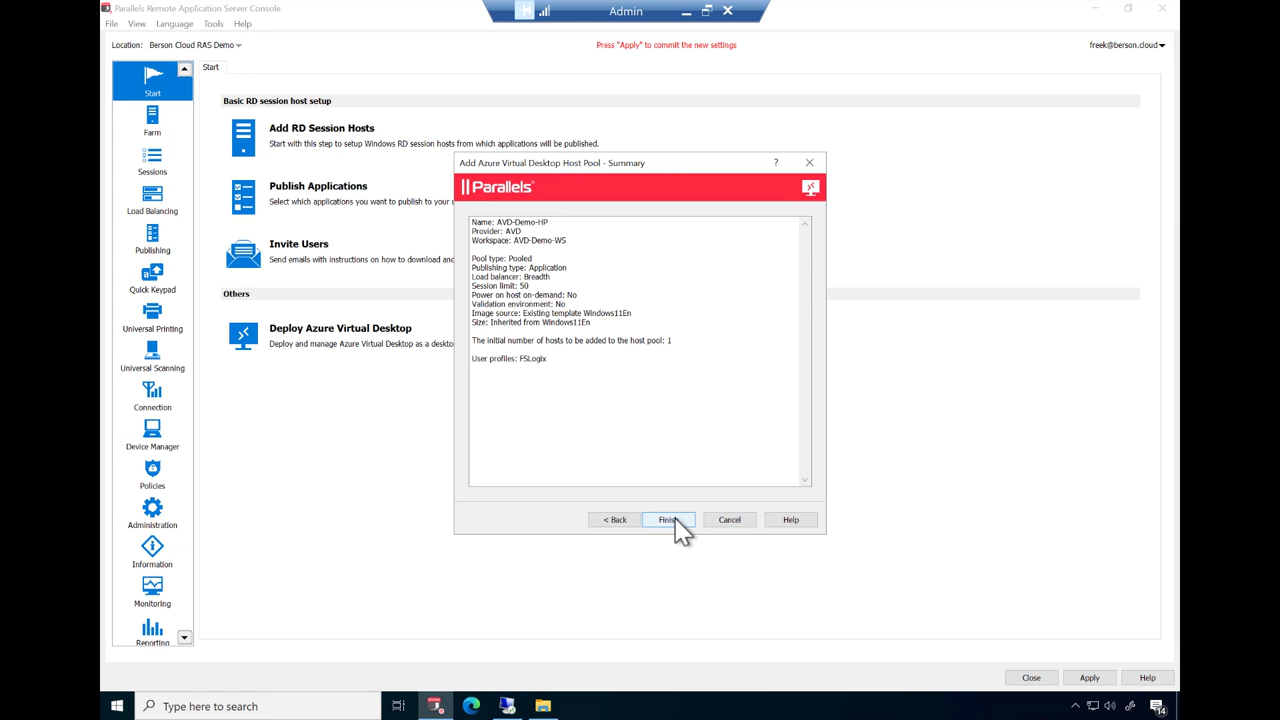 Parallels Remote Application Server Console
Admin
File View Language Tools Help
Location: Berson Cloud RAS Demo
Press "Apply" to commit the new settings
freek@berson.cloud
Start
Farm
Sessions
Load Balancing
Publishing
Quick Keypad
Universal Printing
Universal Scanning
Connection
Device Manager
Policies
Administration
Information
Monitoring
Reporting
Start
Basic RD session host setup
Add RD Session Hosts
Start with this step to setup Windows RD session hosts from which applications will be published.
Publish Applications
Select which applications you want to publish to your
Invite Users
Send emails with instructions on how to download and
Others
Deploy Azure Virtual Desktop
Deploy and manage Azure Virtual Desktop as a deskto
Add Azure Virtual Desktop Host Pool - Summary
?
Parallels®
Name: AVD-Demo-HP
Provider: AVD
Workspace: AVD-Demo-WS
Pool type: Pooled
Publishing type: Application
Load balancer: Breadth
Session limit: 50
Power on host on-demand: No
Validation environment: No
Image source: Existing template Windows11En
Size: Inherited from Windows11En
The initial number of hosts to be added to the host pool: 1
User profiles: FSLogix
< Back
Finish
Cancel
Help
Close
Apply
Help
Type here to search
14